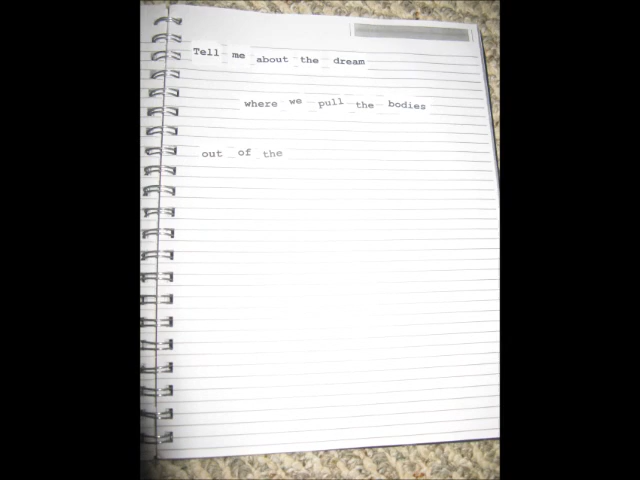 Tell me about the dream
where we pull the bodies
out of the